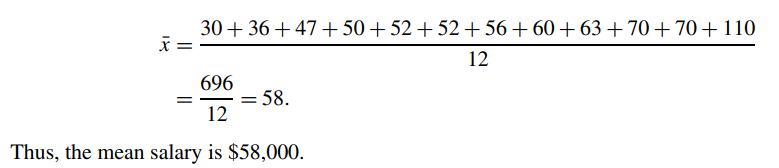 x̄ = 30 + 36 + 47 + 50 + 52 + 52 + 56 + 60 + 63 + 70 + 70 + 110 / 12
= 696 / 12 = 58.
Thus, the mean salary is $58,000.